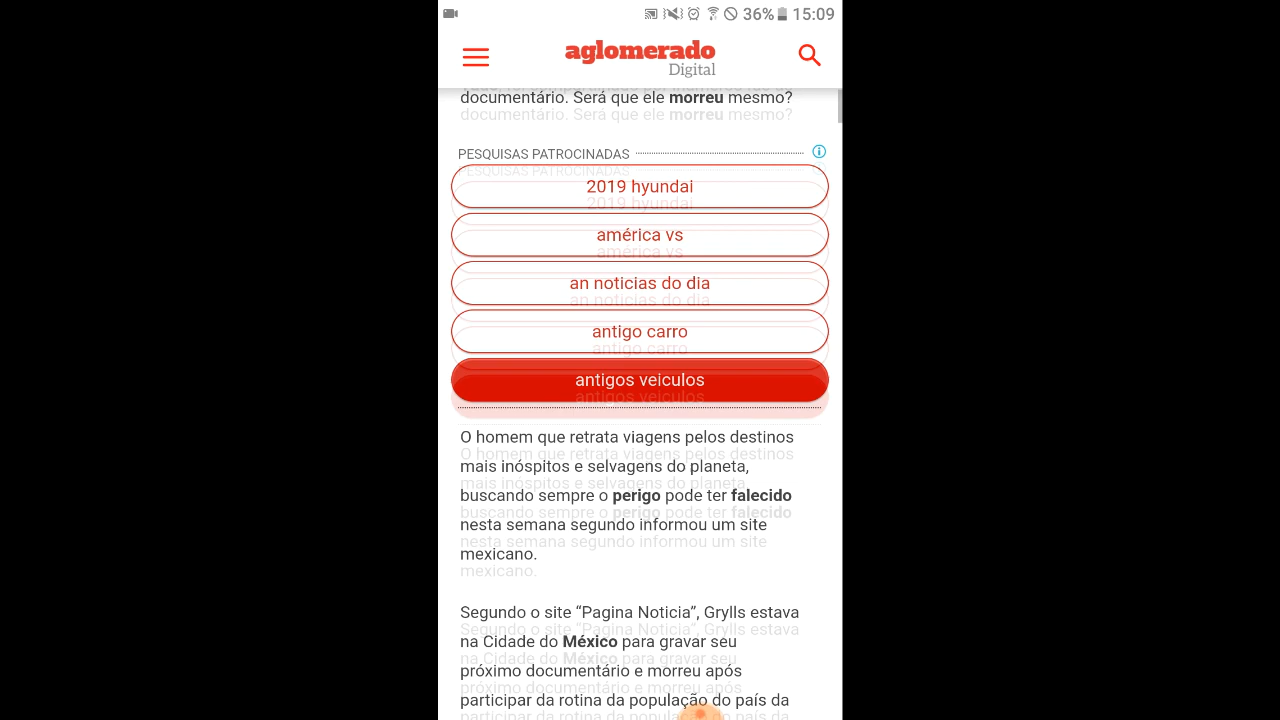 36% 15:09
aglomerado
Digital
documentário. Será que ele morreu mesmo?
PESQUISAS PATROCINADAS
2019 hyundai
américa vs
an noticias do dia
antigo carro
antigos veiculos
O homem que retrata viagens pelos destinos
mais inóspitos e selvagens do planeta,
buscando sempre o perigo pode ter falecido
nesta semana segundo informou um site
mexicano.
Segundo o site “Pagina Noticia”, Grylls estava
na Cidade do México para gravar seu
próximo documentário e morreu após
participar da rotina da população do país da